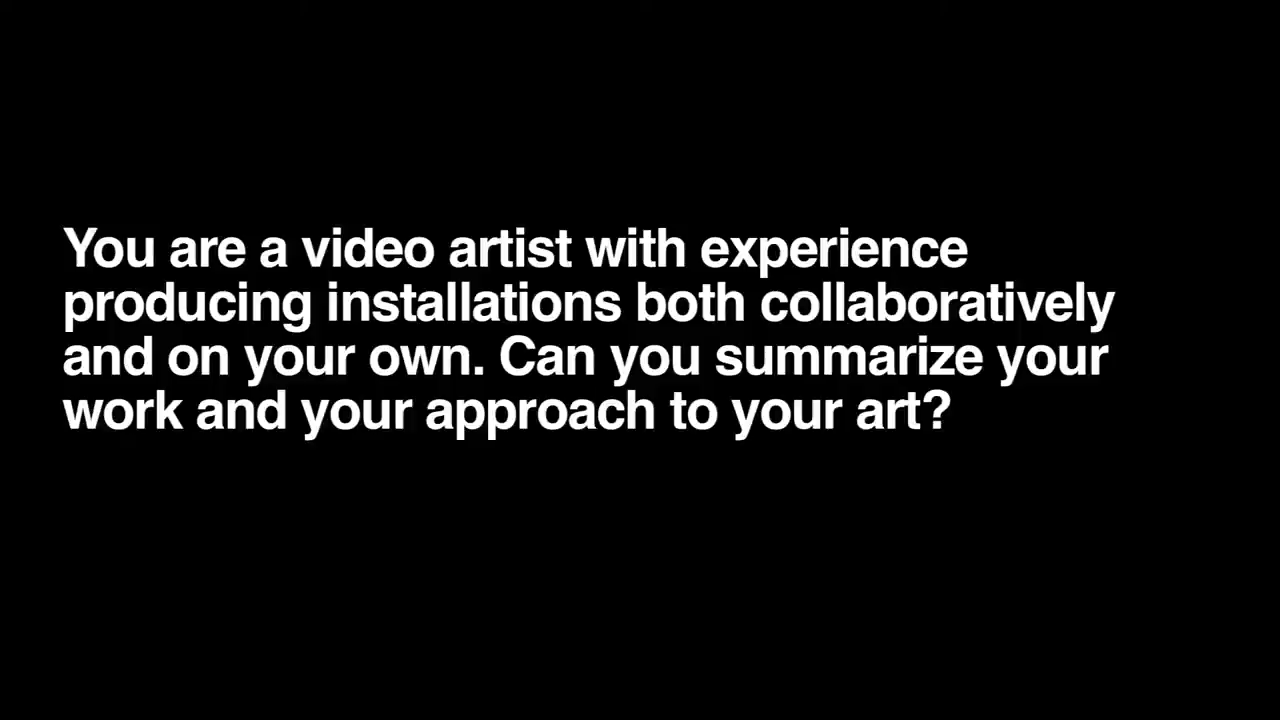 You are a video artist with experience
producing installations both collaboratively
and on your own. Can you summarize your
work and your approach to your art?